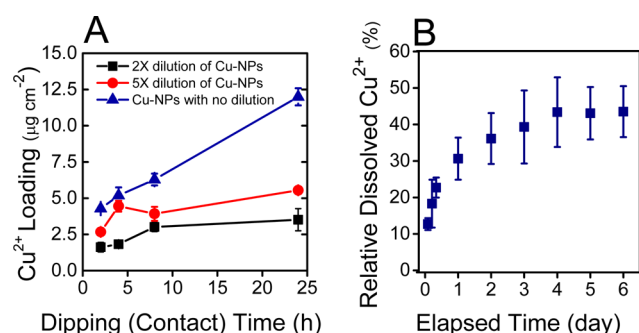 A
2X dilution of Cu-NPs
5X dilution of Cu-NPs
Cu-NPs with no dilution
Cu2+ Loading (µg cm-2)
15.0
12.5
10.0
7.5
5.0
2.5
0.0
0 5 10 15 20 25
Dipping (Contact) Time (h)
B
Relative Dissolved Cu2+ (%)
60
50
40
30
20
10
0
0 1 2 3 4 5 6
Elapsed Time (day)